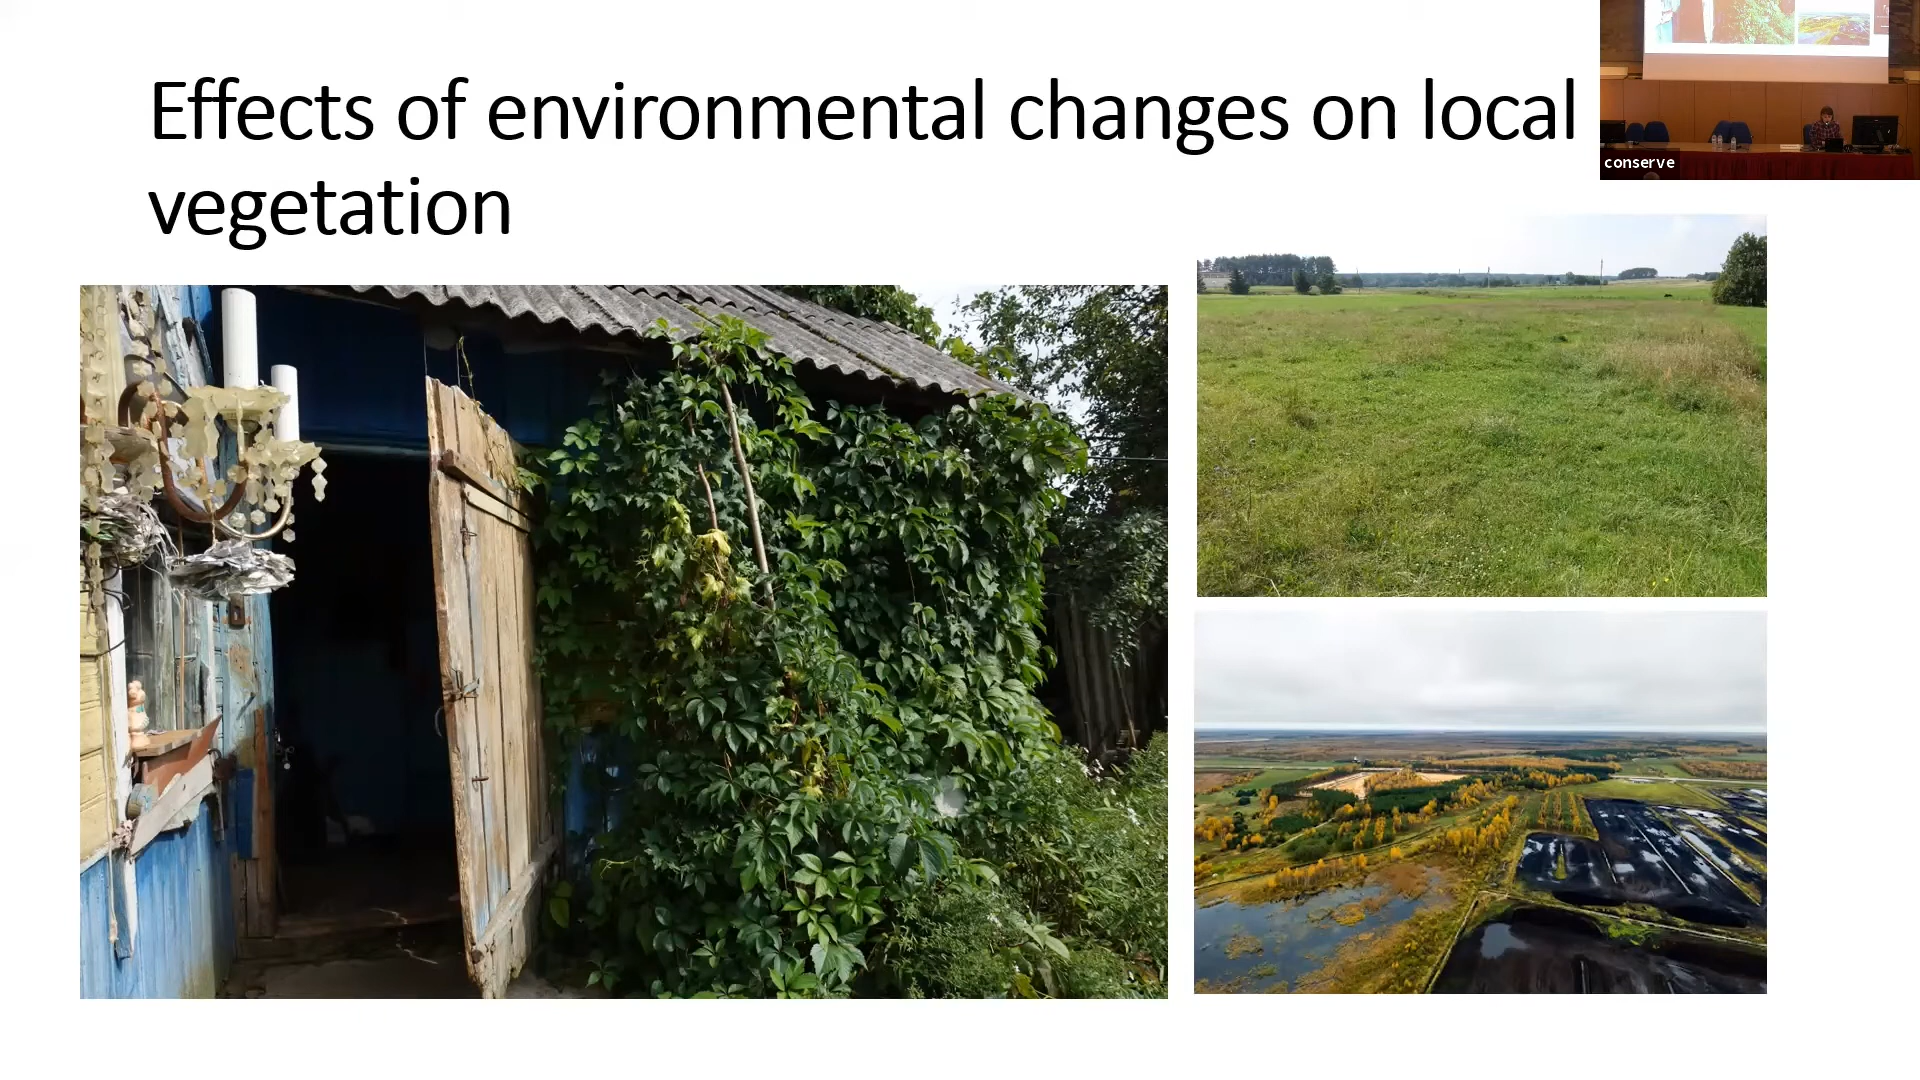 Effects of environmental changes on local
vegetation
conserve